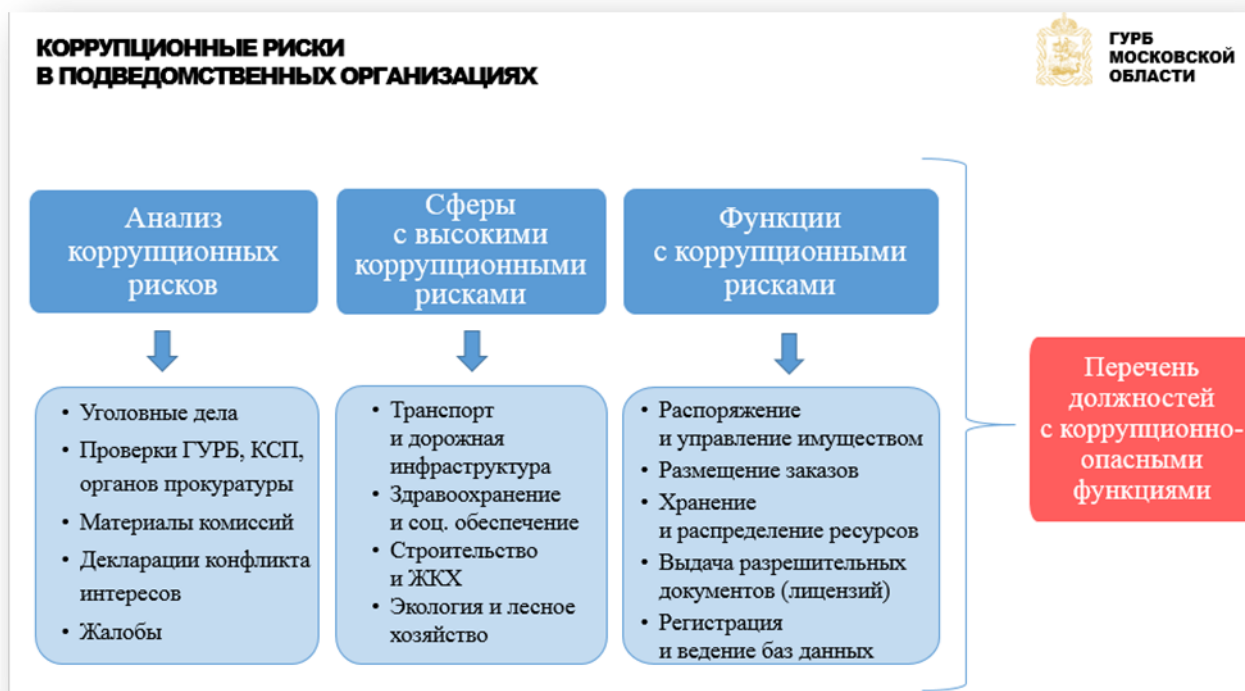 КОРРУПЦИОННЫЕ РИСКИ
В ПОДВЕДОМСТВЕННЫХ ОРГАНИЗАЦИЯХ
ГУРБ
МОСКОВСКОЙ
ОБЛАСТИ
Анализ
коррупционных
рисков
• Уголовные дела
• Проверки ГУРБ, КСП,
органов прокуратуры
• Материалы комиссий
• Декларации конфликта
интересов
• Жалобы
Сферы
с высокими
коррупционными
рисками
• Транспорт
и дорожная
инфраструктура
• Здравоохранение
и соц. обеспечение
• Строительство
и ЖКХ
• Экология и лесное
хозяйство
Функции
с коррупционными
рисками
• Распоряжение
и управление имуществом
• Размещение заказов
• Хранение
и распределение ресурсов
• Выдача разрешительных
документов (лицензий)
• Регистрация
и ведение баз данных
Перечень
должностей
с коррупционно-
опасными
функциями